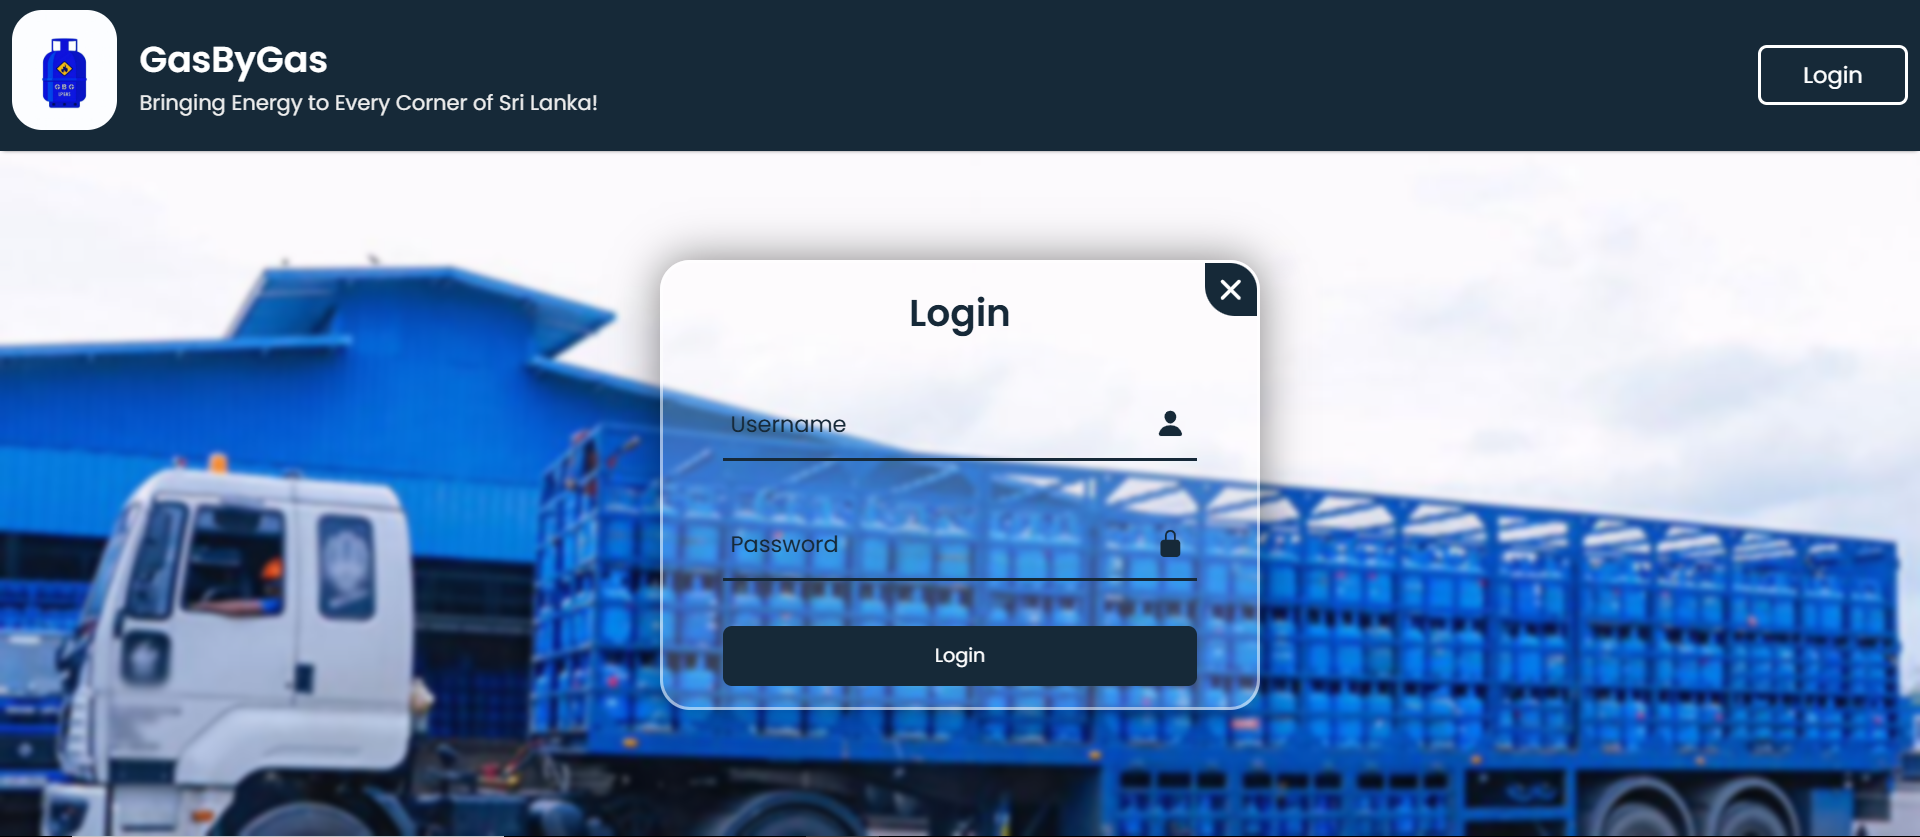 GBG
GasByGas
Bringing Energy to Every Corner of Sri Lanka!
Login
Login
Username
Password
Login